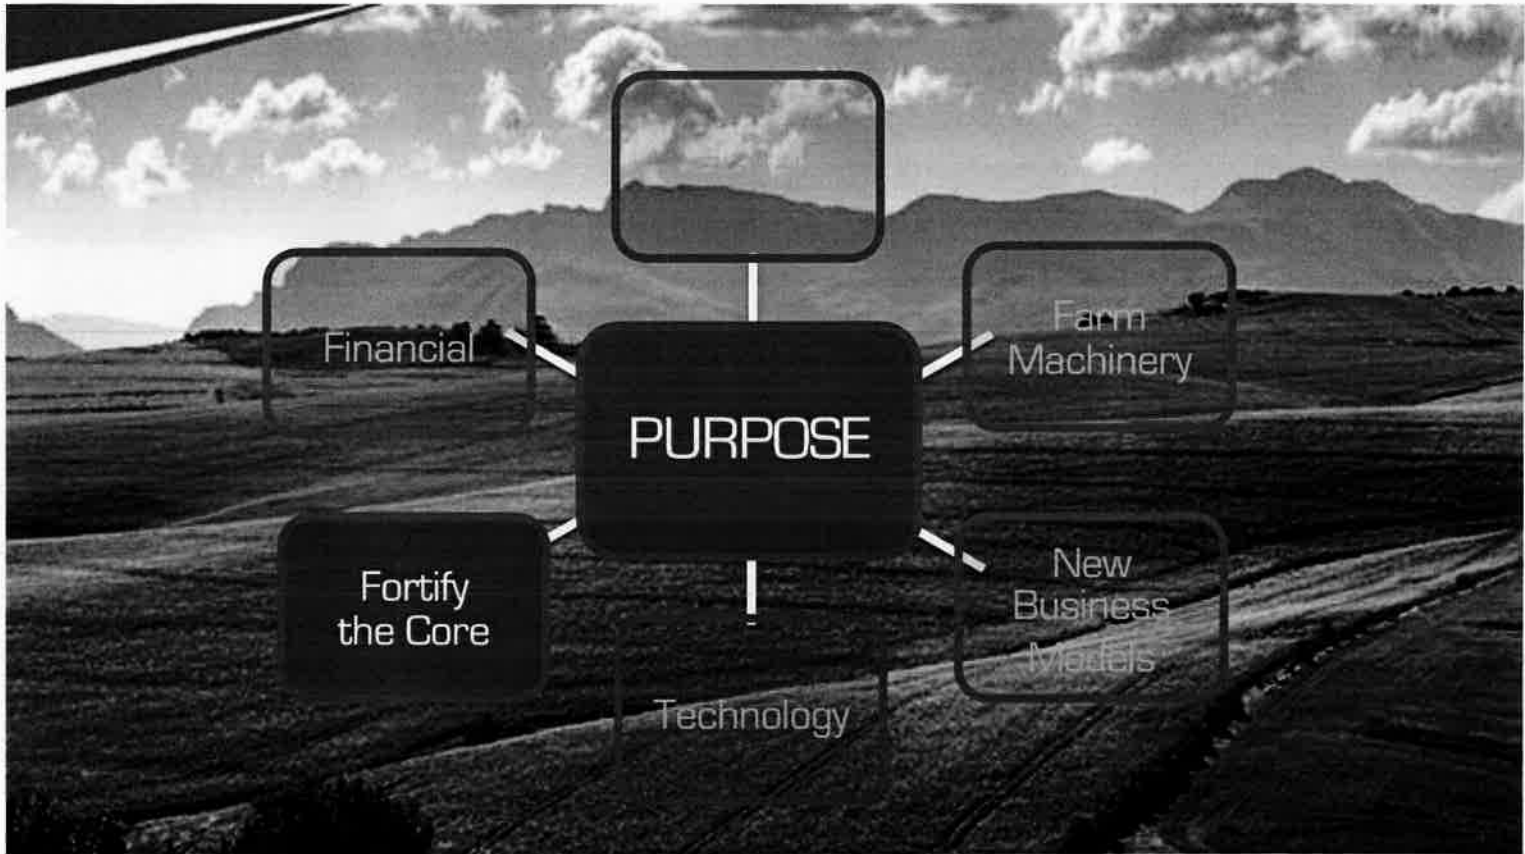 Financial
Farm
Machinery
PURPOSE
Fortify
the Core
New
Business
Models
Technology